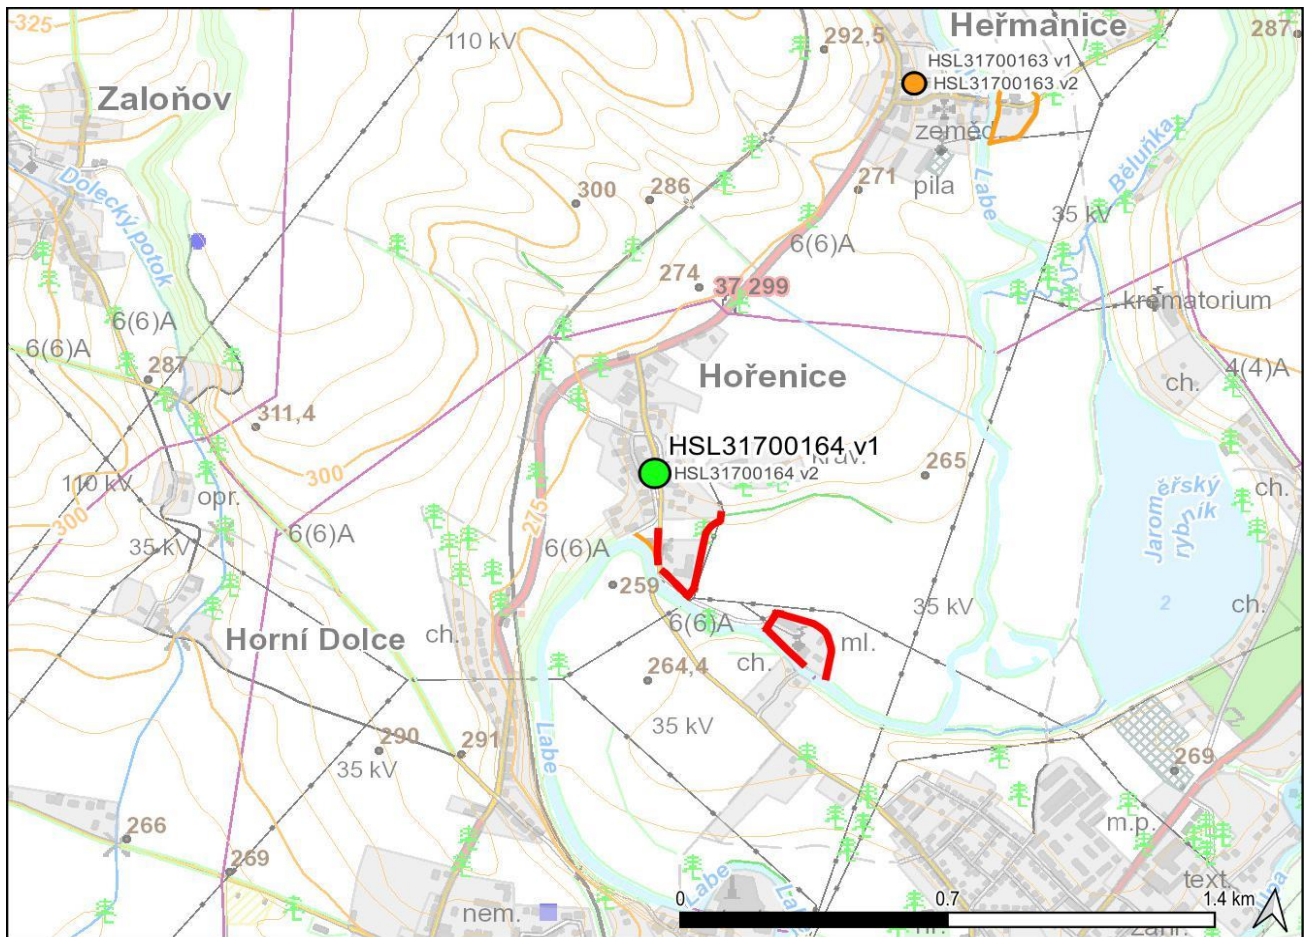 325
Heřmanice
287
110 kV
292,5
HSL31700163 v1
HSL31700163 v2
Zaloňov
zeměd.
Běluňka
Dolecký potok
300
286
271
pila
Labe
35 kV
6(6)A
274
37 299
krematorium
6(6)A
6(6)A
287
Hořenice
ch.
4(4)A
311,4
HSL31700164 v1
HSL31700164 v2
krav.
265
300
110 kV
opr.
275
Jaroměřský
rybník
ch.
300
35 kV
6(6)A
6(6)A
259
35 kV
2
ch.
6(6)A
Horní Dolce
ch.
ml.
ch.
264,4
35 kV
Labe
290
291
35 kV
269
266
m.p.
269
Labe
text.
nem.
0
0.7
1.4 km